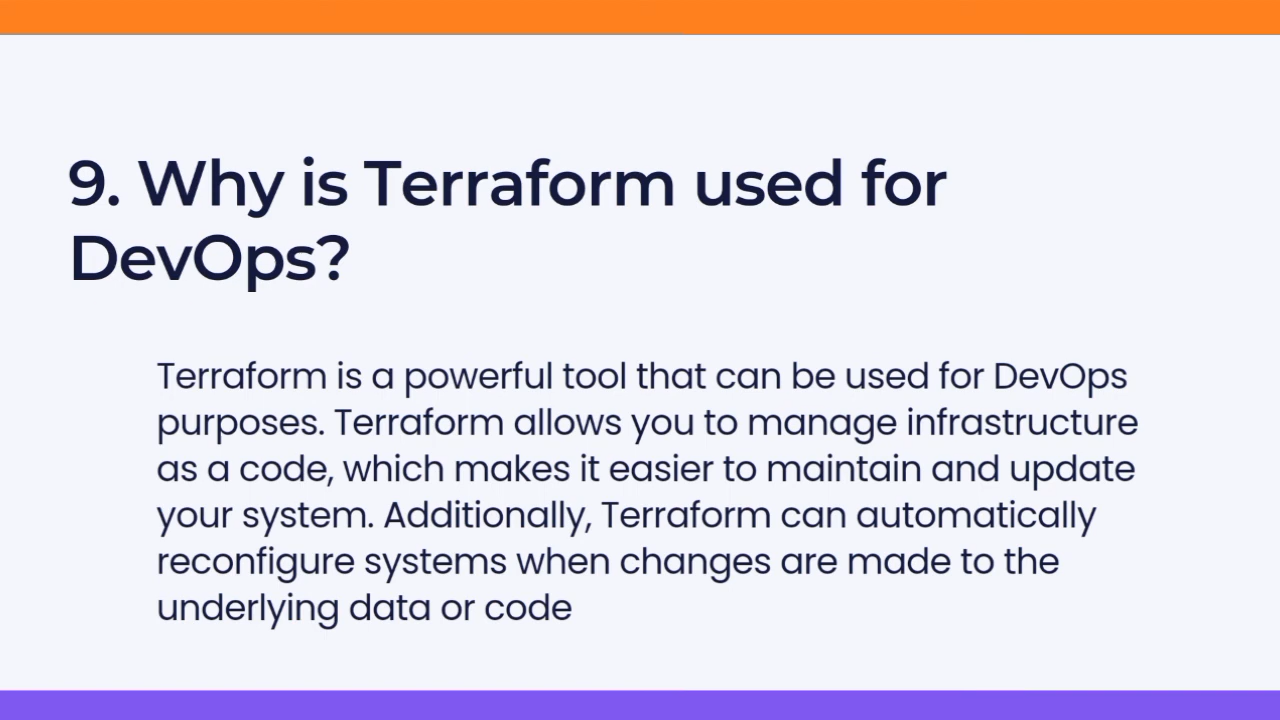 9. Why is Terraform used for
DevOps?
Terraform is a powerful tool that can be used for DevOps
purposes. Terraform allows you to manage infrastructure
as a code, which makes it easier to maintain and update
your system. Additionally, Terraform can automatically
reconfigure systems when changes are made to the
underlying data or code